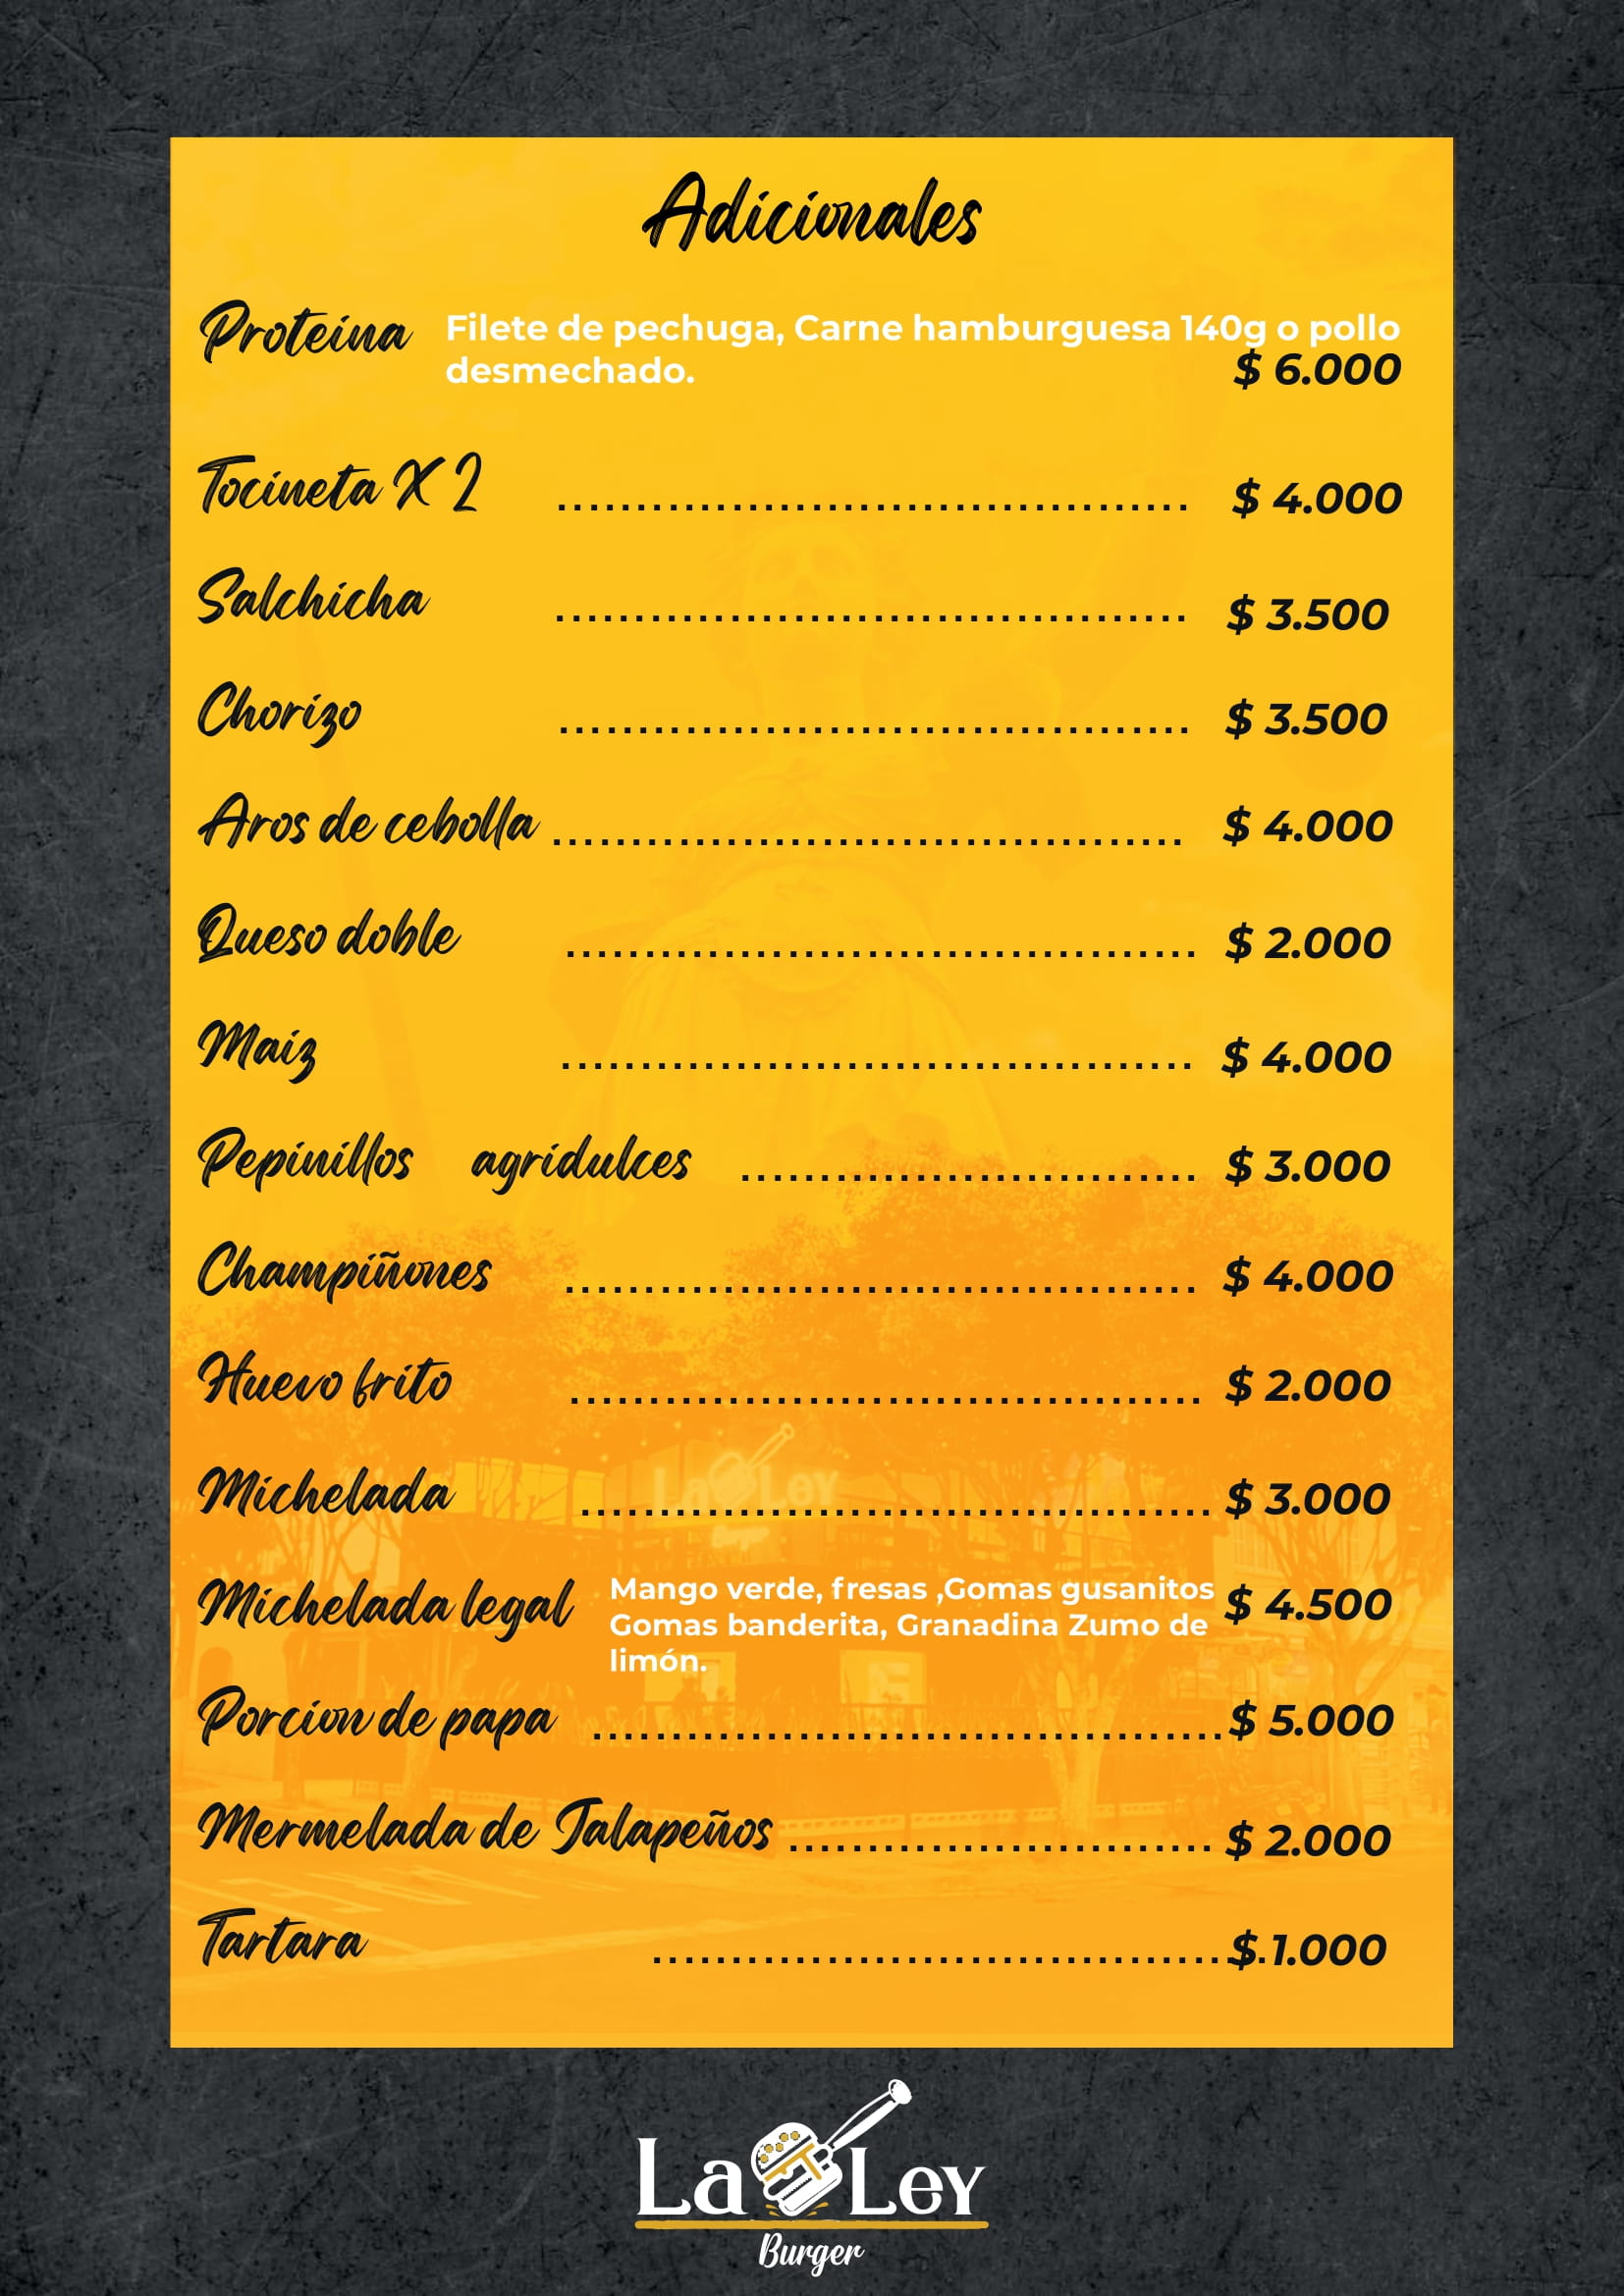 Adicionales
Proteina Filete de pechuga, Carne hamburguesa 140g o pollo
desmechado. $ 6.000
Tocineta X 2 ........................................ $ 4.000
Salchicha ........................................ $ 3.500
Chorizo ........................................ $ 3.500
Aros de cebolla ........................................ $ 4.000
Queso doble ........................................ $ 2.000
Maiz ........................................ $ 4.000
Pepinillos agridulces ............................. $ 3.000
Champiñones ........................................ $ 4.000
Huevo frito ........................................ $ 2.000
Michelada ........................................ $ 3.000
Michelada legal Mango verde, fresas ,Gomas gusanitos $ 4.500
Gomas banderita, Granadina Zumo de
limón.
Porcion de papa ........................................ $ 5.000
Mermelada de Jalapeños ........................... $ 2.000
Tartara ....................................... $ 1.000
La Ley
Burger